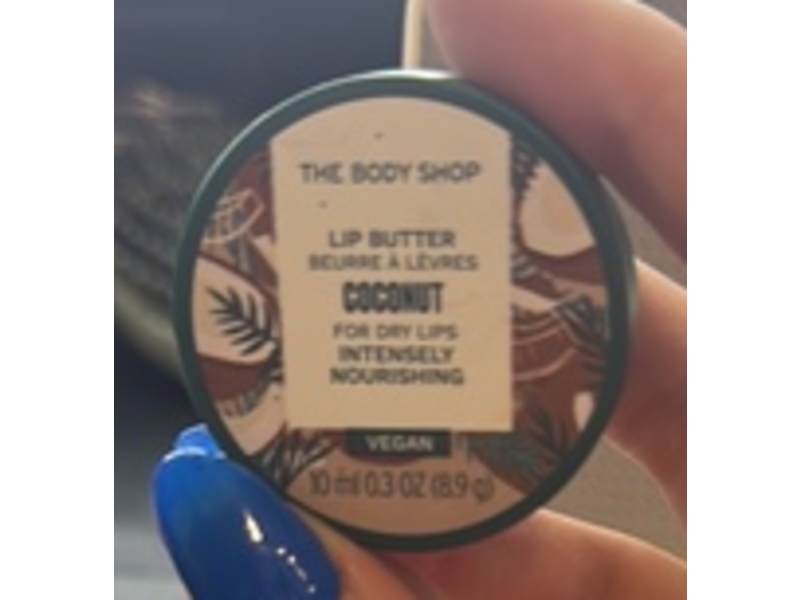 THE BODY SHOP
LIP BUTTER
BEURRE À LÈVRES
COCONUT
FOR DRY LIPS
INTENSELY
NOURISHING
VEGAN
10 ml 0.3 OZ (8.9 g)